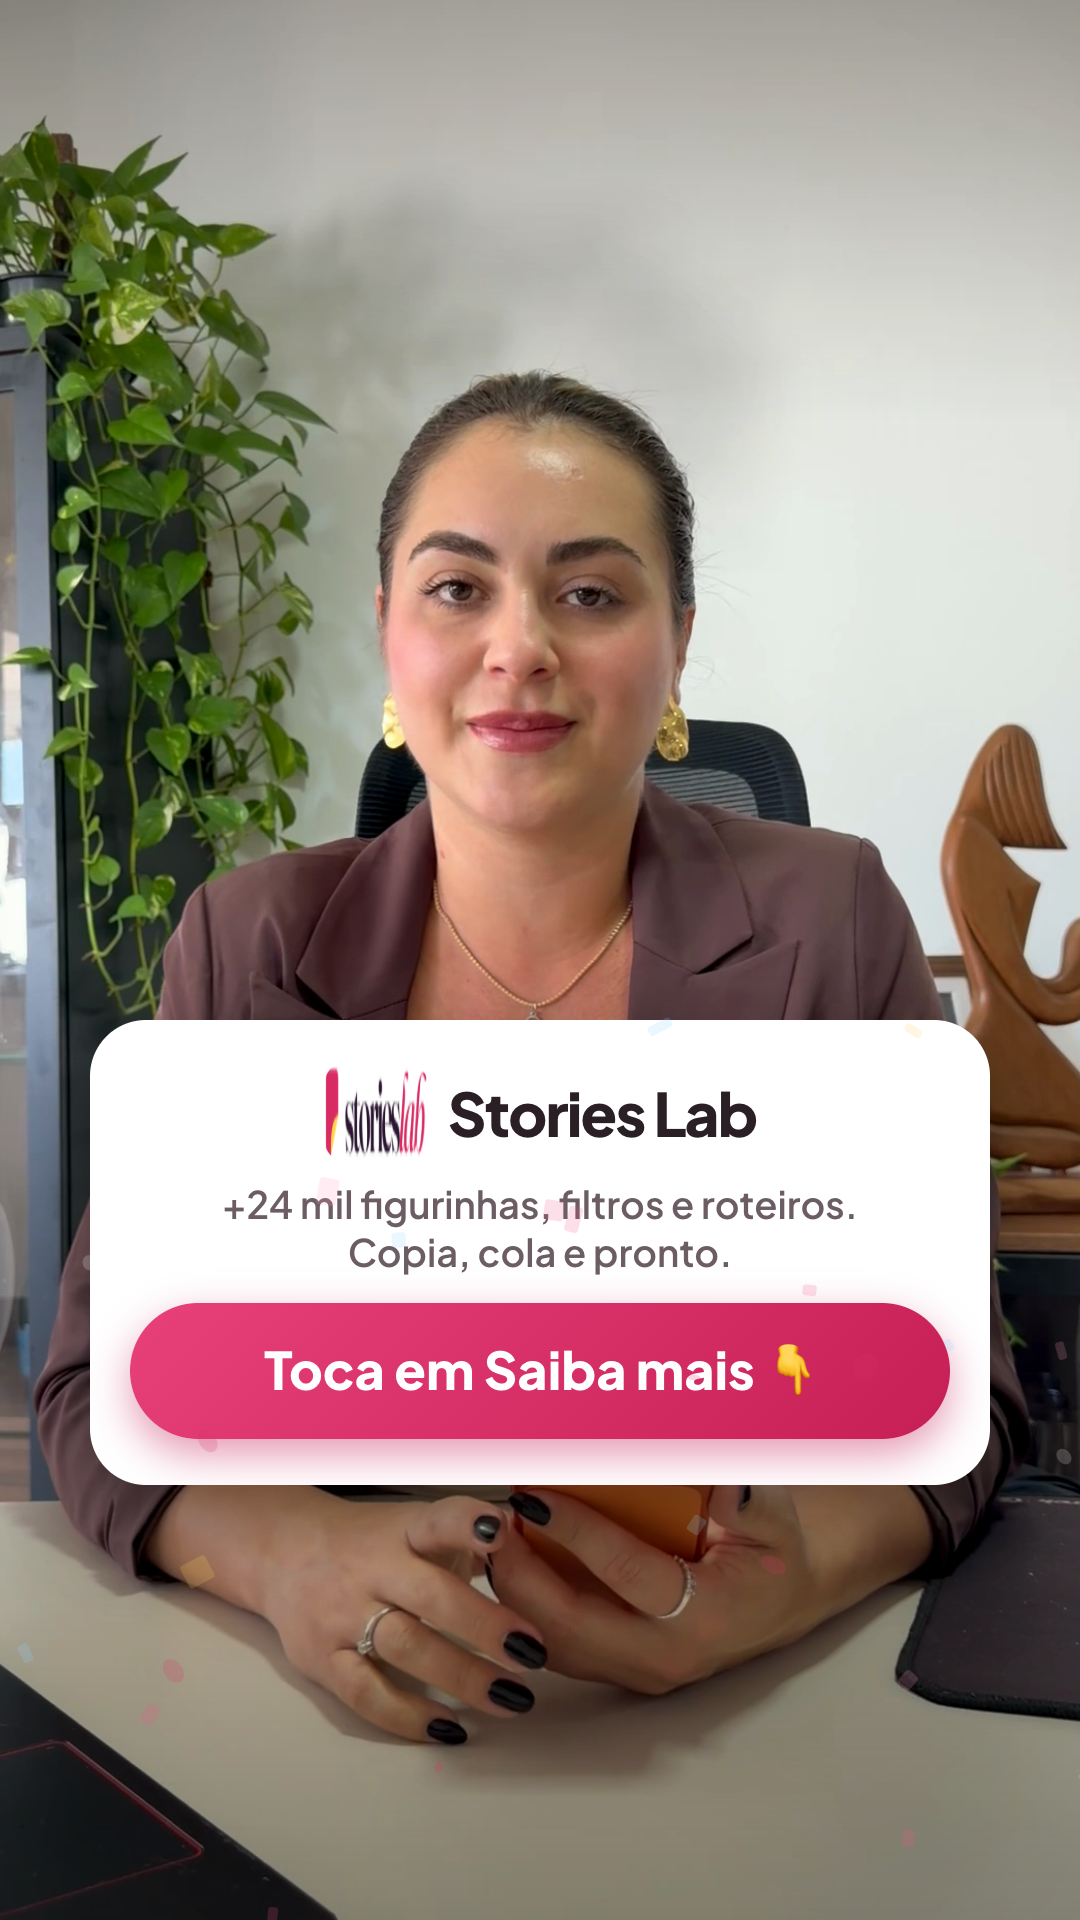 storieslab Stories Lab
+24 mil figurinhas, filtros e roteiros.
Copia, cola e pronto.
Toca em Saiba mais 👇